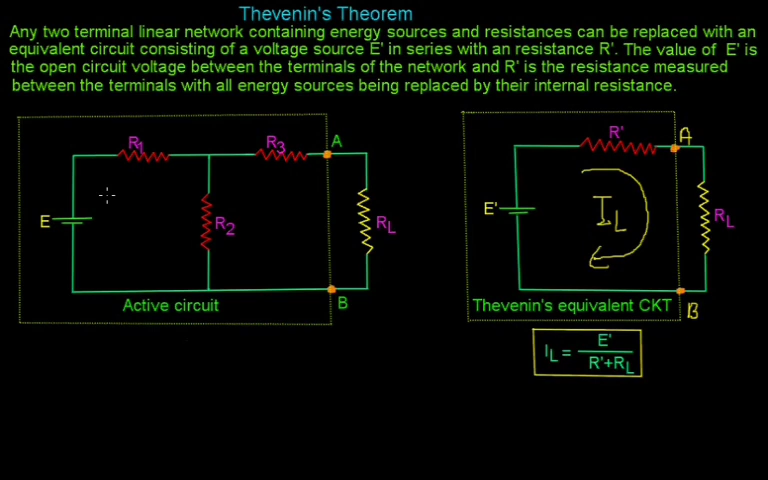 Thevenin's Theorem
Any two terminal linear network containing energy sources and resistances can be replaced with an
equivalent circuit consisting of a voltage source E' in series with an resistance R'. The value of E' is
the open circuit voltage between the terminals of the network and R' is the resistance measured
between the terminals with all energy sources being replaced by their internal resistance.
R1
R3
A
E
R2
RL
B
Active circuit
R'
A
E'
IL
RL
B
Thevenin's equivalent CKT
IL = E'
R'+RL